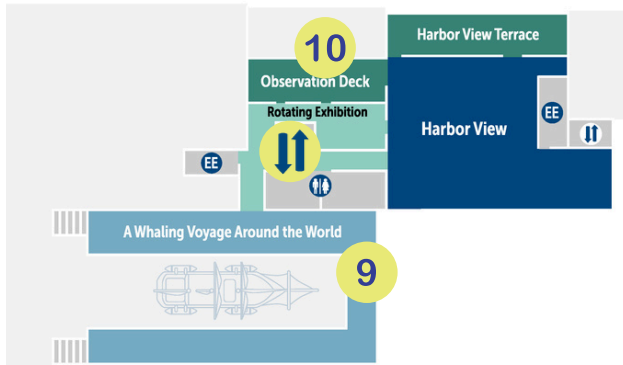 Harbor View Terrace
10
Observation Deck
Rotating Exhibition
Harbor View
EE
EE
A Whaling Voyage Around the World
9